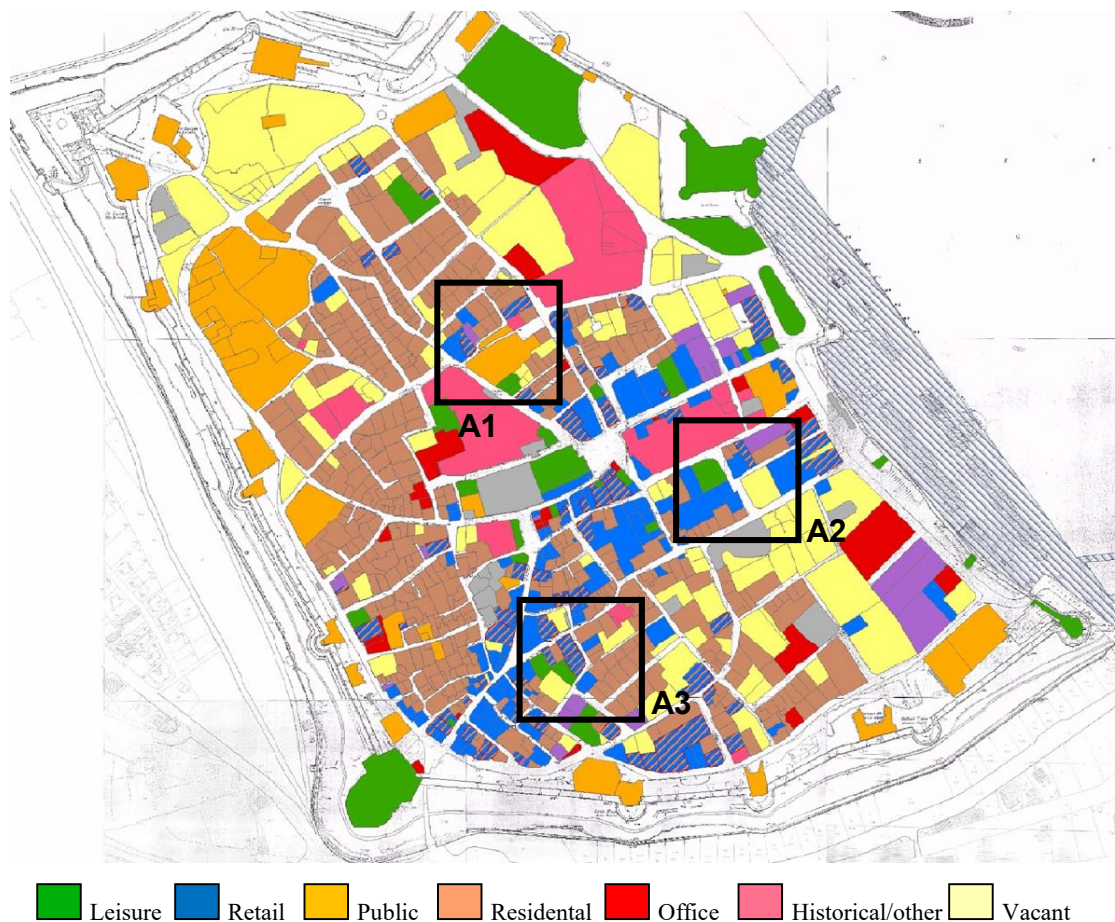 A1
A2
A3
Leisure Retail Public Residental Office Historical/other Vacant